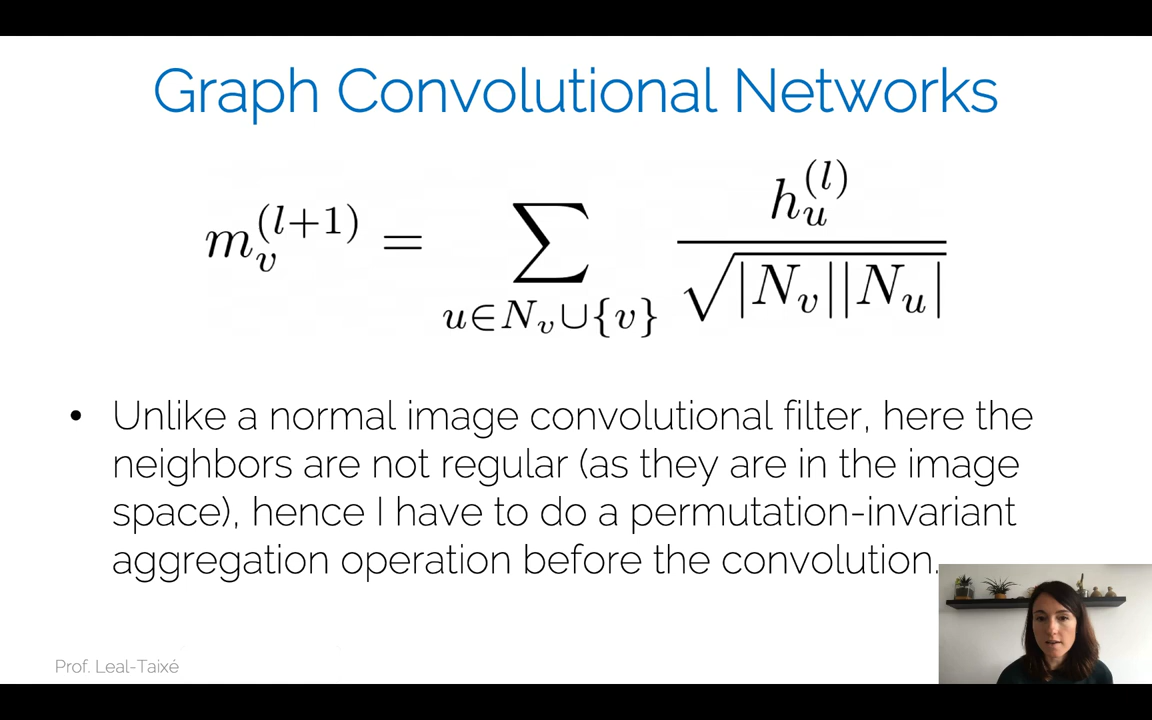 Graph Convolutional Networks
m_v^{(l+1)} = \sum_{u \in N_v \cup \{v\}} \frac{h_u^{(l)}}{\sqrt{|N_v||N_u|}}
• Unlike a normal image convolutional filter, here the
neighbors are not regular (as they are in the image
space), hence I have to do a permutation-invariant
aggregation operation before the convolution.
Prof. Leal-Taixé